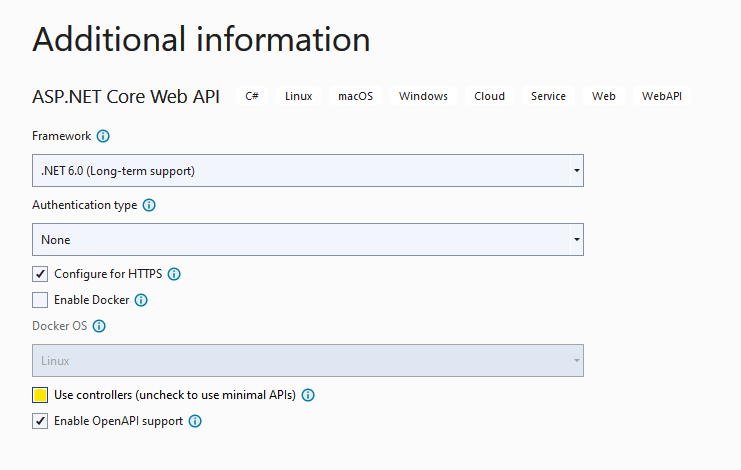 Additional information
ASP.NET Core Web API C# Linux macOS Windows Cloud Service Web WebAPI
Framework
.NET 6.0 (Long-term support)
Authentication type
None
Configure for HTTPS
Enable Docker
Docker OS
Linux
Use controllers (uncheck to use minimal APIs)
Enable OpenAPI support